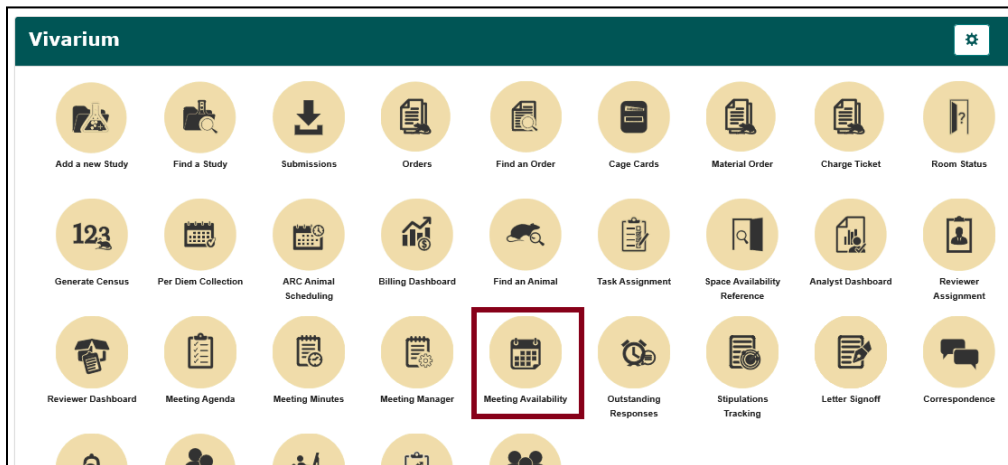 Vivarium
Add a new Study
Find a Study
Submissions
Orders
Find an Order
Cage Cards
Material Order
Charge Ticket
?
Room Status
123
Generate Census
Per Diem Collection
ARC Animal
Scheduling
$
Billing Dashboard
Find an Animal
Task Assignment
Space Availability
Reference
Analyst Dashboard
Reviewer
Assignment
Reviewer Dashboard
Meeting Agenda
Meeting Minutes
Meeting Manager
Meeting Availability
Outstanding
Responses
Stipulations
Tracking
Letter Signoff
Correspondence